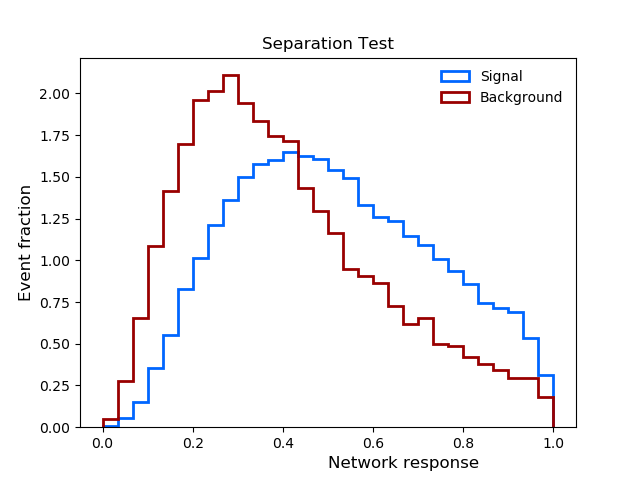 Separation Test
Signal
Background
Event fraction
2.00
1.75
1.50
1.25
1.00
0.75
0.50
0.25
0.00
0.0 0.2 0.4 0.6 0.8 1.0
Network response